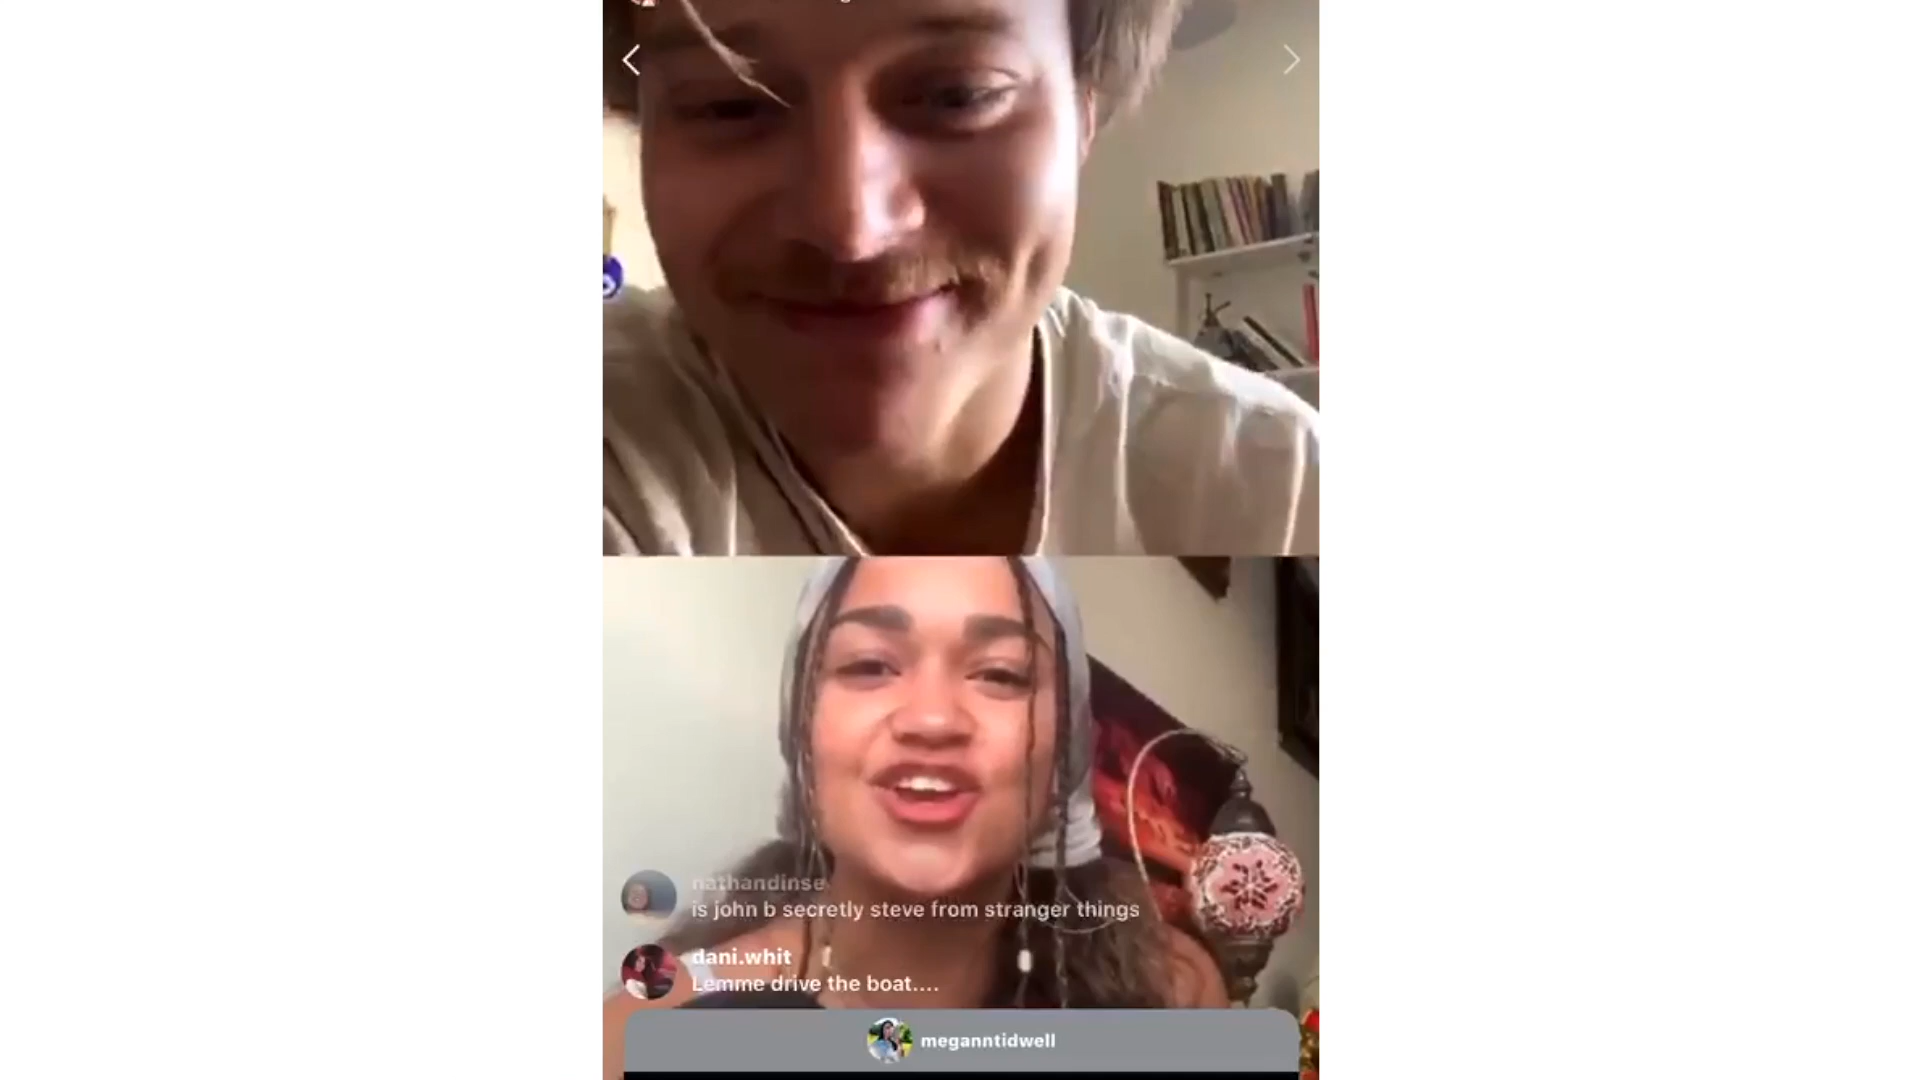 nathandinse
is john b secretly steve from stranger things
dani.whit
Lemme drive the boat....
meganntidwell